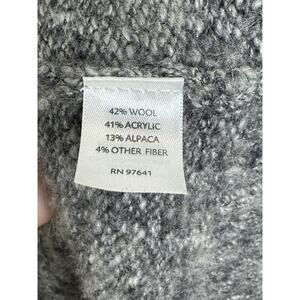 42% WOOL
41% ACRYLIC
13% ALPACA
4% OTHER FIBER
RN 97641